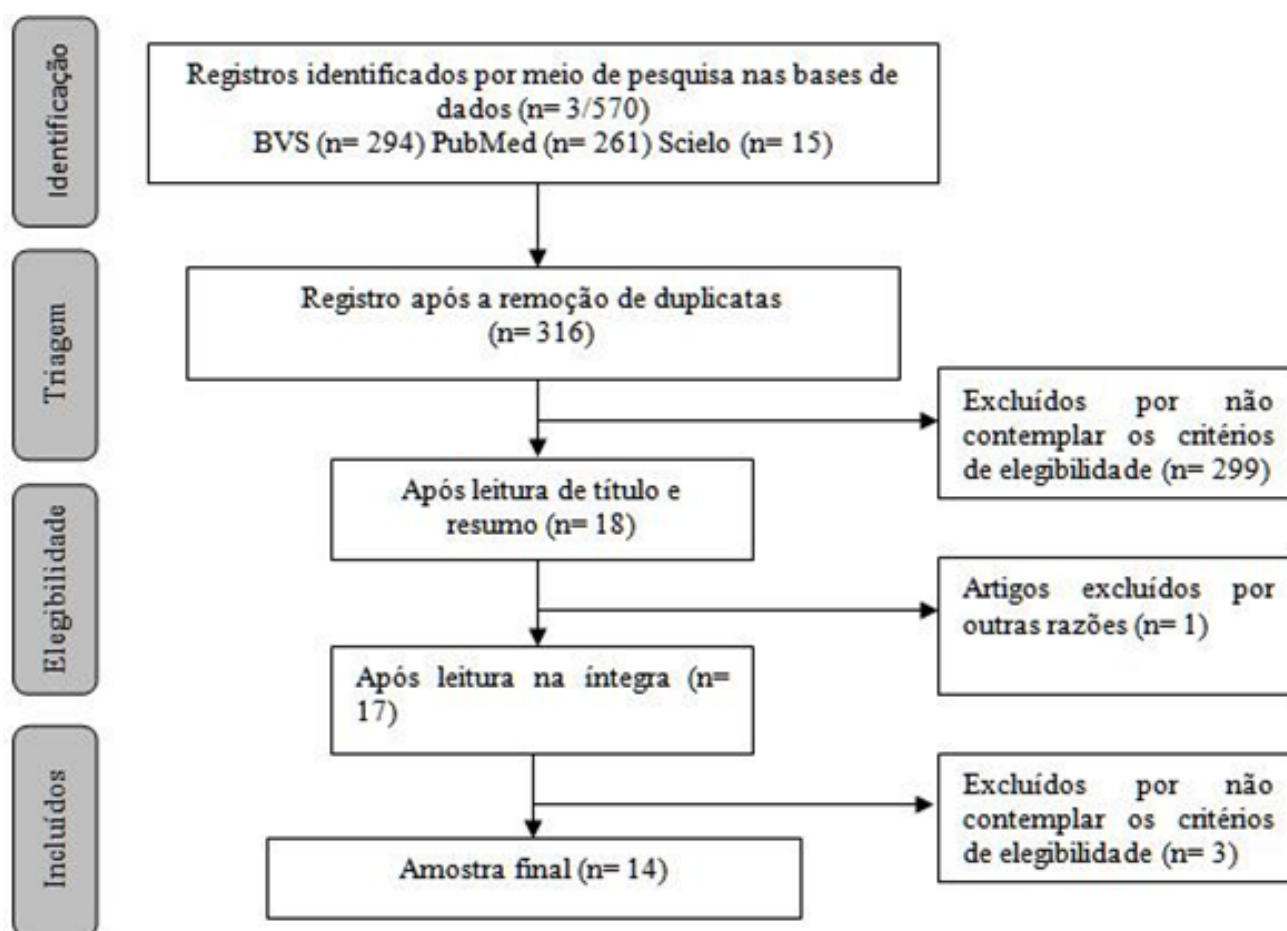 Identificação
Registros identificados por meio de pesquisa nas bases de
dados (n= 3/570)
BVS (n= 294) PubMed (n= 261) Scielo (n= 15)
Triagem
Registro após a remoção de duplicatas
(n= 316)
Excluídos por não
contemplar os critérios
de elegibilidade (n= 299)
Elegibilidade
Após leitura de título e
resumo (n= 18)
Artigos excluídos por
outras razões (n= 1)
Após leitura na íntegra (n=
17)
Incluídos
Excluídos por não
contemplar os critérios
de elegibilidade (n= 3)
Amostra final (n= 14)